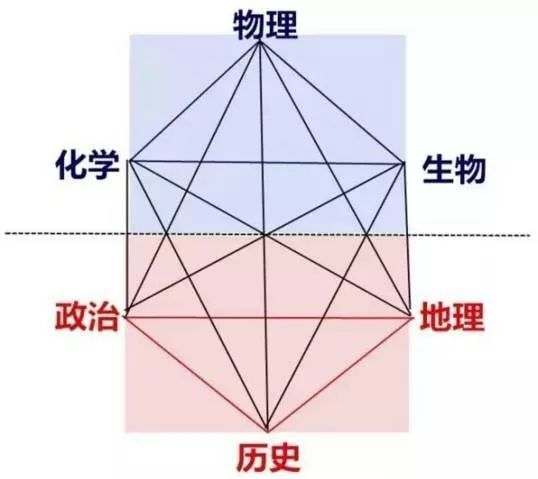 物理
化学
生物
政治
地理
历史